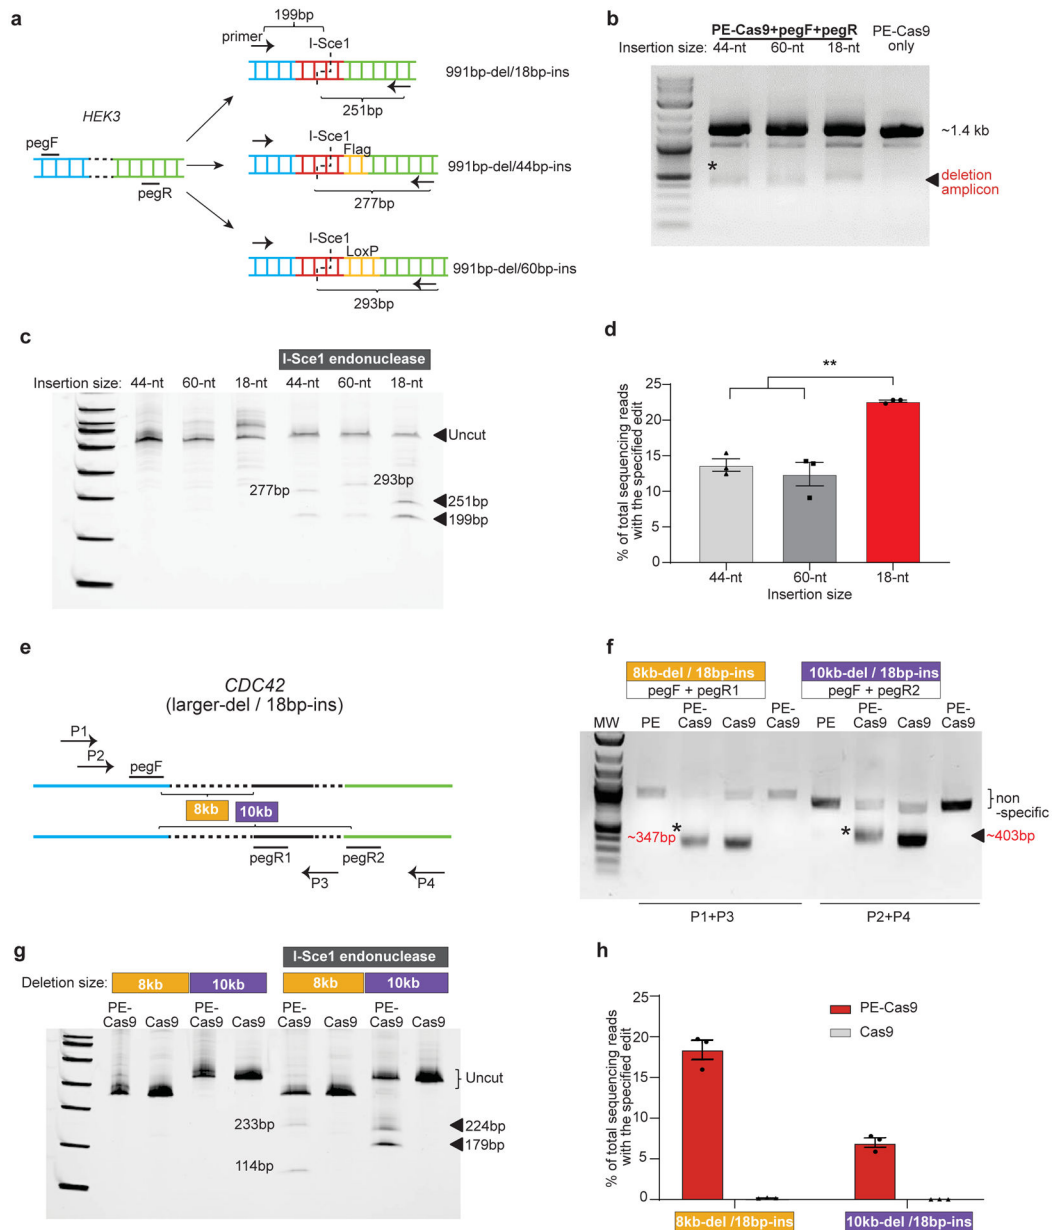 a
199bp
primer
I-Sce1
991bp-del/18bp-ins
251bp
HEK3
pegF
pegR
I-Sce1
Flag
991bp-del/44bp-ins
277bp
I-Sce1
LoxP
991bp-del/60bp-ins
293bp
b
PE-Cas9+pegF+pegR
PE-Cas9
only
Insertion size: 44-nt 60-nt 18-nt
~1.4 kb
*
deletion
amplicon
c
I-Sce1 endonuclease
Insertion size: 44-nt 60-nt 18-nt 44-nt 60-nt 18-nt
Uncut
277bp
293bp
251bp
199bp
d
**
% of total sequencing reads
with the specified edit
25
20
15
10
5
0
44-nt 60-nt 18-nt
Insertion size
e
CDC42
(larger-del / 18bp-ins)
P1
P2
pegF
8kb
10kb
pegR1
pegR2
P3
P4
f
8kb-del / 18bp-ins
10kb-del / 18bp-ins
pegF + pegR1
pegF + pegR2
MW PE PE-Cas9 Cas9 PE-Cas9 PE PE-Cas9 Cas9 PE-Cas9
non
-specific
~347bp
*
*
~403bp
P1+P3
P2+P4
g
I-Sce1 endonuclease
Deletion size: 8kb 10kb 8kb 10kb
PE-Cas9 Cas9 PE-Cas9 Cas9 PE-Cas9 Cas9 PE-Cas9 Cas9
Uncut
233bp
224bp
179bp
114bp
h
% of total sequencing reads
with the specified edit
25
20
15
10
5
0
PE-Cas9
Cas9
8kb-del /18bp-ins
10kb-del /18bp-ins